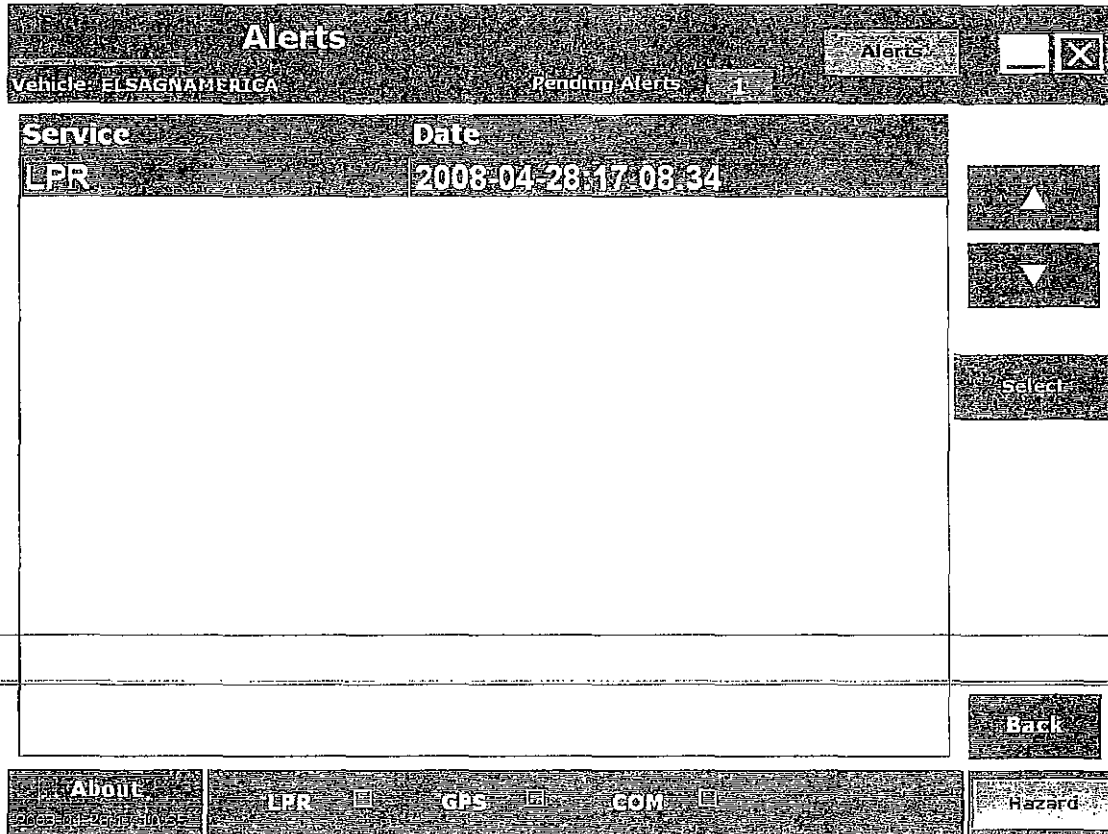 Alerts
Alerts
Vehicle: ELSAGNAMERICA
Pending Alerts 1
Service Date
LPR 2008-04-28 17:08.34
Select
Back
About
LPR GPS COM
Hazard